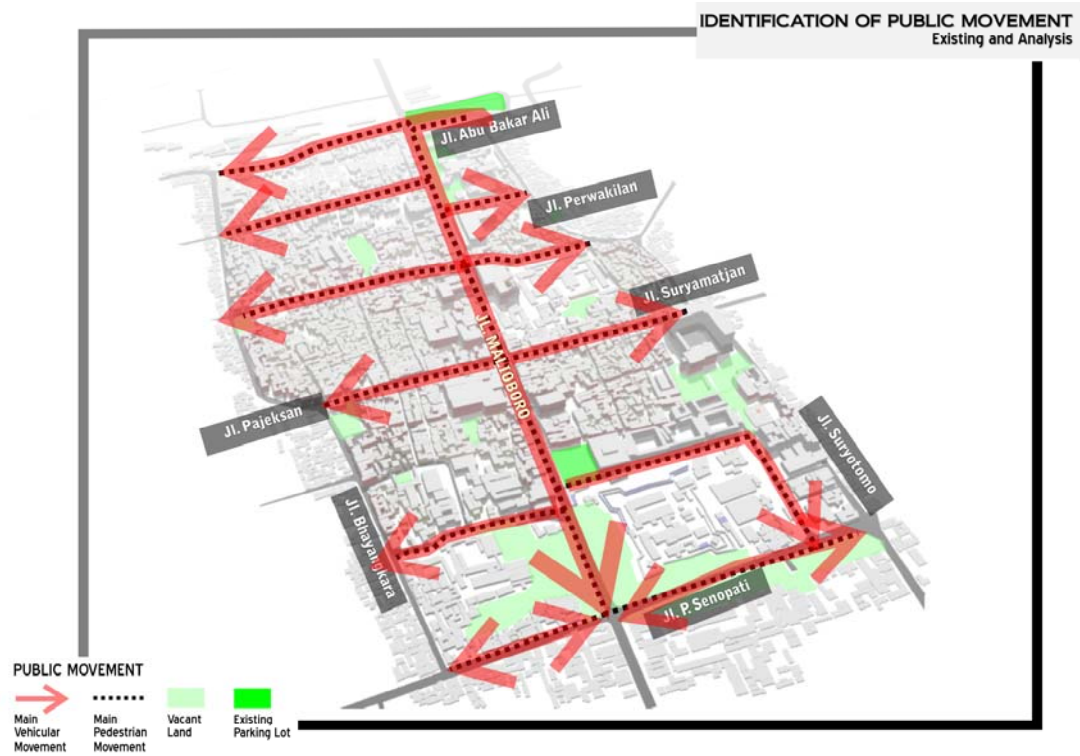 IDENTIFICATION OF PUBLIC MOVEMENT
Existing and Analysis
Jl. Abu Bakar Ali
Jl. Perwakilan
Jl. Suryamatjan
JL. MALIOBORO
Jl. Pajeksan
Jl. Suryotomo
Jl. Bhayangkara
Jl. P. Senopati
PUBLIC MOVEMENT
Main
Vehicular
Movement
Main
Pedestrian
Movement
Vacant
Land
Existing
Parking Lot